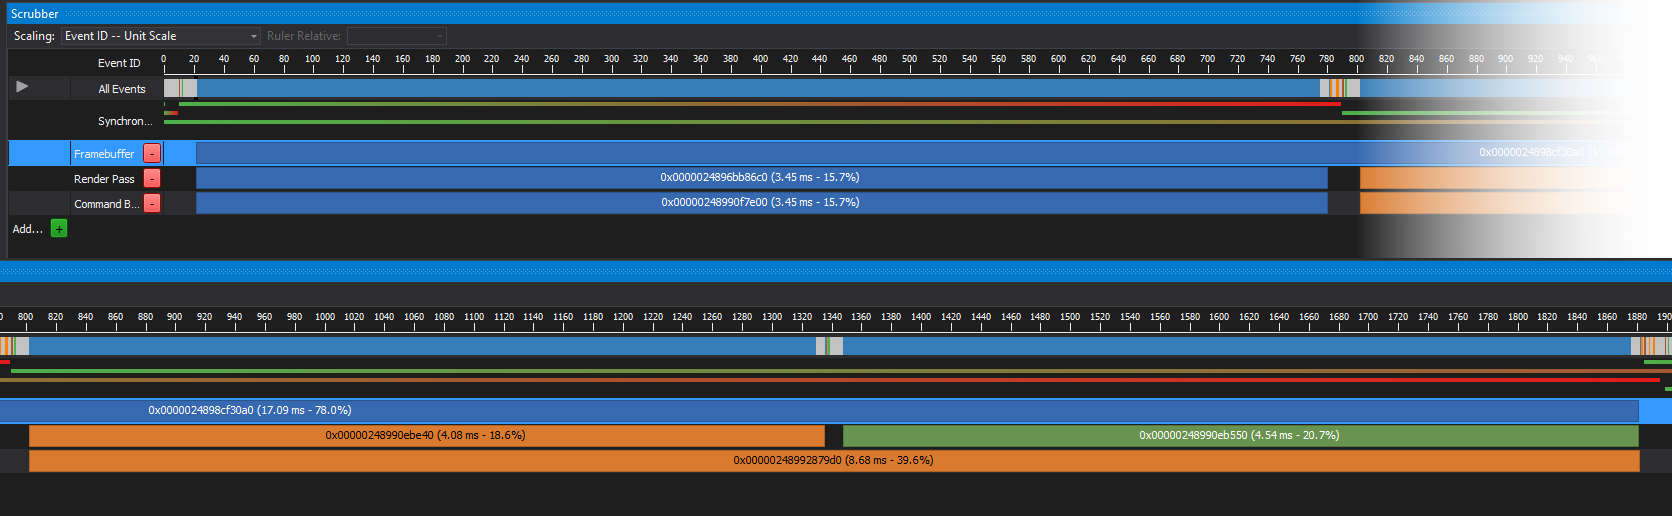 Scrubber
Scaling: Event ID -- Unit Scale Ruler Relative:
Event ID 0 20 40 60 80 100 120 140 160 180 200 220 240 260 280 300 320 340 360 380 400 420 440 460 480 500 520 540 560 580 600 620 640 660 680 700 720 740 760 780 800 820 840 860 880 900
All Events
Synchron...
Framebuffer - 0x0000024898cf30a0
Render Pass - 0x0000024896bb86c0 (3.45 ms - 15.7%)
Command B... - 0x00000248990f7e00 (3.45 ms - 15.7%)
Add... +
800 820 840 860 880 900 920 940 960 980 1000 1020 1040 1060 1080 1100 1120 1140 1160 1180 1200 1220 1240 1260 1280 1300 1320 1340 1360 1380 1400 1420 1440 1460 1480 1500 1520 1540 1560 1580 1600 1620 1640 1660 1680 1700 1720 1740 1760 1780 1800 1820 1840 1860 1880 190
0x0000024898cf30a0 (17.09 ms - 78.0%)
0x00000248990ebe40 (4.08 ms - 18.6%) 0x00000248990eb550 (4.54 ms - 20.7%)
0x00000248992879d0 (8.68 ms - 39.6%)